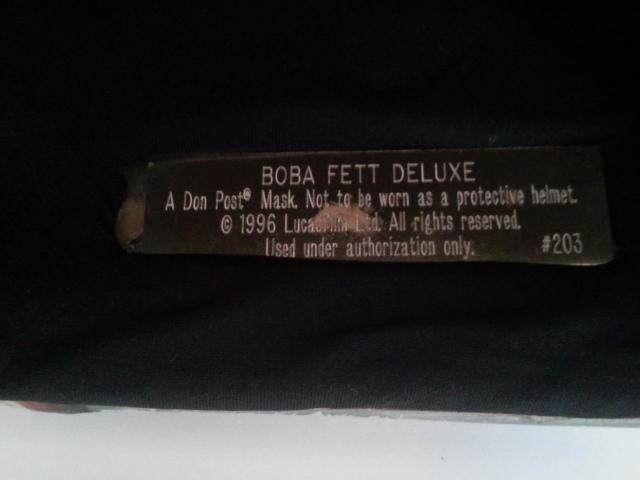 BOBA FETT DELUXE
A Don Post® Mask. Not to be worn as a protective helmet.
© 1996 Lucasfilm Ltd. All rights reserved.
Used under authorization only. #203